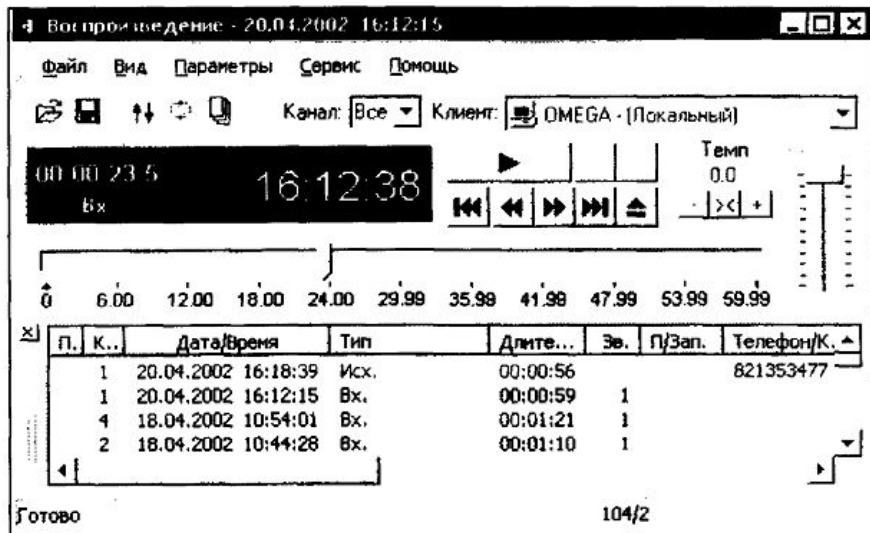 Воспроизведение - 20.04.2002 16:12:15
Файл Вид Параметры Сервис Помощь
Канал: Все Клиент: OMEGA - (Локальный)
00 00 23 5
16:12:38
Вх
Темп
0.0
- >< +
0 6.00 12.00 18.00 24.00 29.99 35.99 41.98 47.99 53.99 59.99
П. К... Дата/Время Тип Длите... Зв. П/Зап. Телефон/К.
1 20.04.2002 16:18:39 Исх. 00:00:56 821353477
1 20.04.2002 16:12:15 Вх. 00:00:59 1
4 18.04.2002 10:54:01 Вх. 00:01:21 1
2 18.04.2002 10:44:28 Вх. 00:01:10 1
Готово 104/2